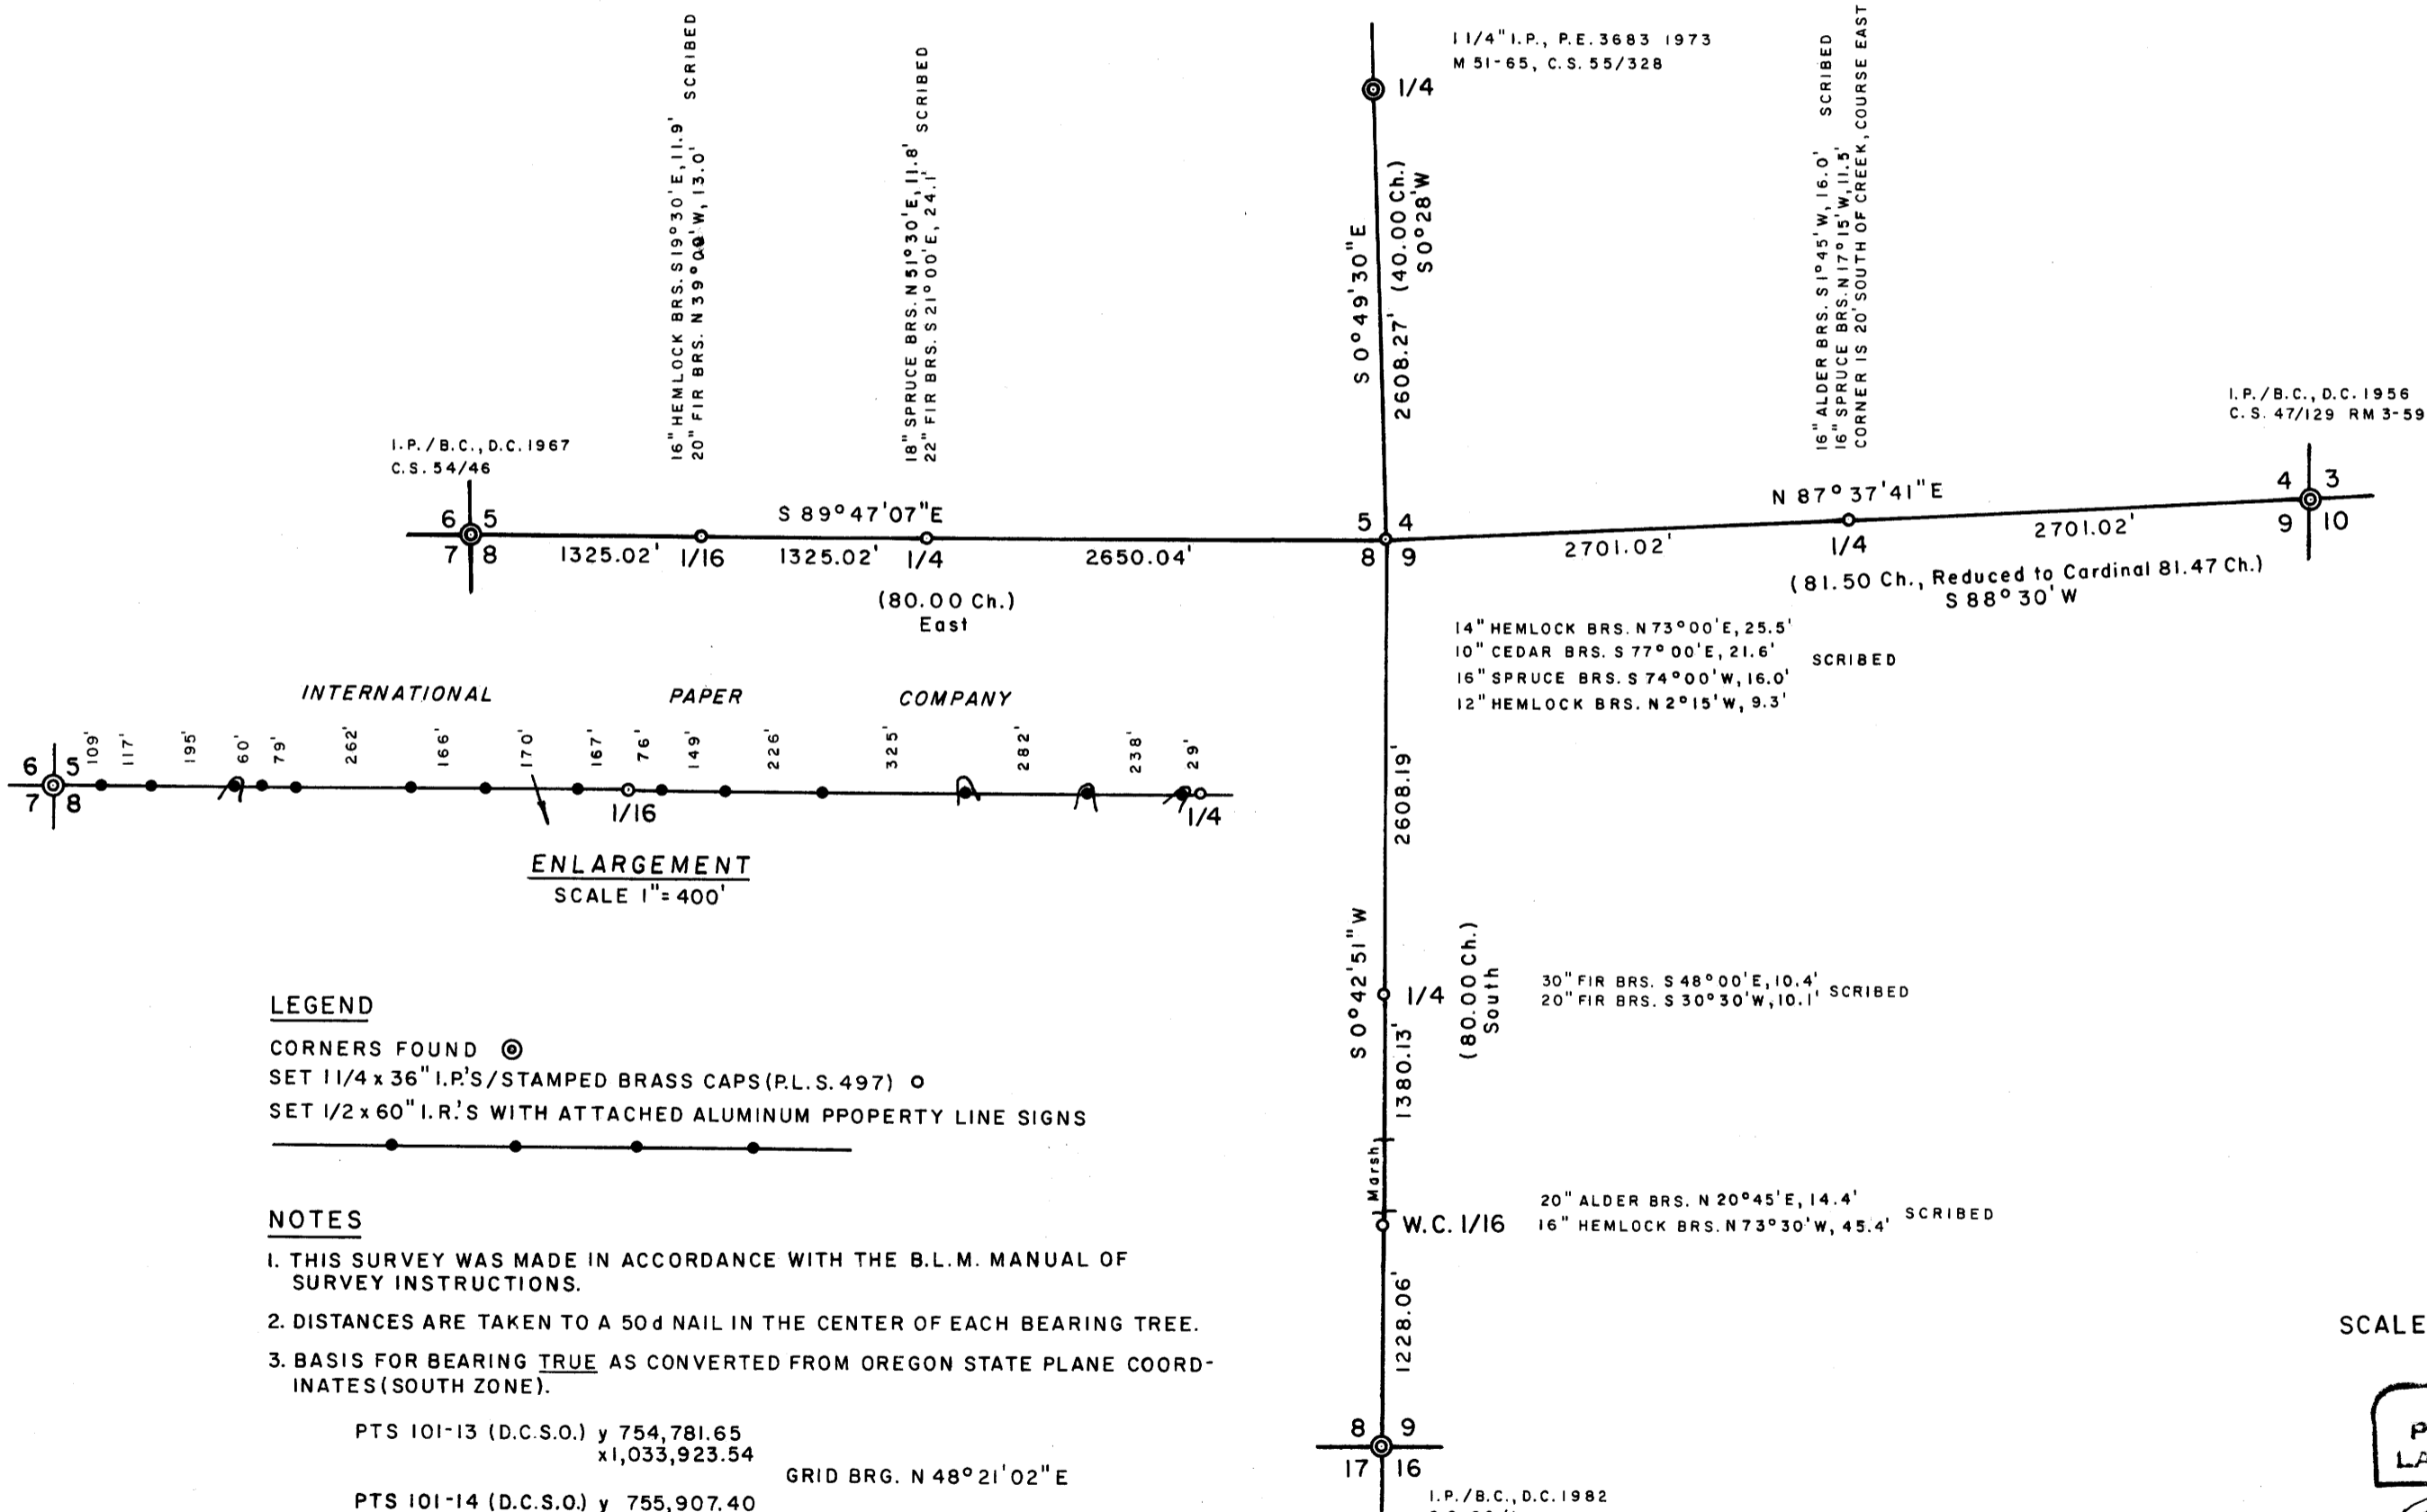 16" HEMLOCK BRS. S 19° 30' E, 11.9' SCRIBED
20" FIR BRS. N 39° 00' W, 13.0'
18" SPRUCE BRS. N 51° 30' E, 11.8' SCRIBED
22" FIR BRS. S 21° 00' E, 24.1'
1 1/4" I.P., P.E. 3683 1973
M 51-65, C.S. 55/328
1/4
S 0° 49' 30" E
2608.27' (40.00 Ch.)
S 0° 28' W
16" ALDER BRS. S 1° 45' W, 16.0' SCRIBED
16" SPRUCE BRS. N 17° 15' W, 11.5'
CORNER IS 20' SOUTH OF CREEK, COURSE EAST
I.P./B.C., D.C. 1956
C.S. 47/129 RM 3-59
I.P./B.C., D.C. 1967
C.S. 54/46
6 5
7 8
S 89° 47' 07" E
1325.02' 1/16 1325.02' 1/4 2650.04'
(80.00 Ch.)
East
5 4
8 9
N 87° 37' 41" E
2701.02' 1/4 2701.02'
4 3
9 10
(81.50 Ch., Reduced to Cardinal 81.47 Ch.)
S 88° 30' W
14" HEMLOCK BRS. N 73° 00' E, 25.5'
10" CEDAR BRS. S 77° 00' E, 21.6' SCRIBED
16" SPRUCE BRS. S 74° 00' W, 16.0'
12" HEMLOCK BRS. N 2° 15' W, 9.3'
INTERNATIONAL PAPER COMPANY
109' 117' 195' 60' 79' 262' 166' 170' 167' 76' 149' 226' 325' 282' 238' 29'
6 5
7 8
1/16 1/4
ENLARGEMENT
SCALE 1" = 400'
2608.19'
S 0° 42' 51" W
1/4
(80.00 Ch.)
South
1380.13'
30" FIR BRS. S 48° 00' E, 10.4'
20" FIR BRS. S 30° 30' W, 10.1' SCRIBED
Marsh
W.C. 1/16
20" ALDER BRS. N 20° 45' E, 14.4' SCRIBED
16" HEMLOCK BRS. N 73° 30' W, 45.4'
1228.06'
8 9
17 16
I.P./B.C., D.C. 1982
LEGEND
CORNERS FOUND
SET 1 1/4 x 36" I.P.'S/STAMPED BRASS CAPS (P.L.S. 497)
SET 1/2 x 60" I.R.'S WITH ATTACHED ALUMINUM PPOPERTY LINE SIGNS
NOTES
1. THIS SURVEY WAS MADE IN ACCORDANCE WITH THE B.L.M. MANUAL OF
SURVEY INSTRUCTIONS.
2. DISTANCES ARE TAKEN TO A 50d NAIL IN THE CENTER OF EACH BEARING TREE.
3. BASIS FOR BEARING TRUE AS CONVERTED FROM OREGON STATE PLANE COORD-
INATES (SOUTH ZONE).
PTS 101-13 (D.C.S.O.) y 754,781.65
x1,033,923.54
GRID BRG. N 48° 21' 02" E
PTS 101-14 (D.C.S.O.) y 755,907.40
SCALE